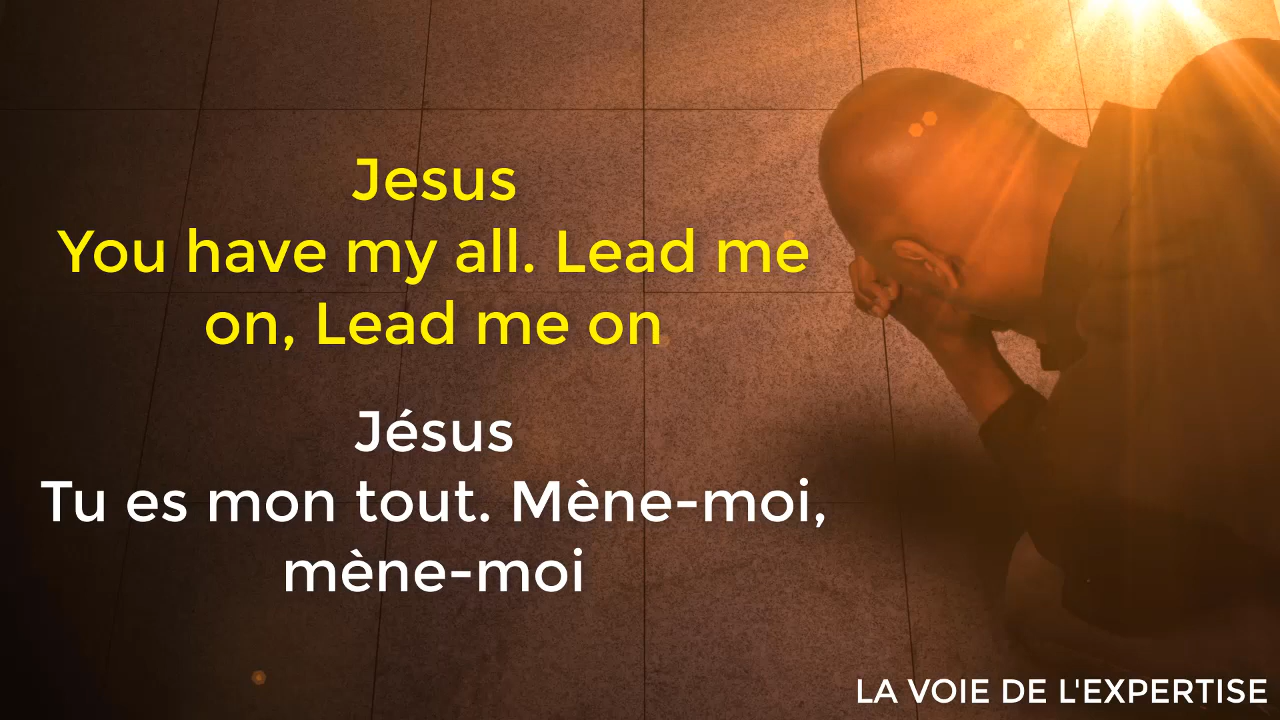 Jesus
You have my all. Lead me
on, Lead me on
Jésus
Tu es mon tout. Mène-moi,
mène-moi
LA VOIE DE L'EXPERTISE